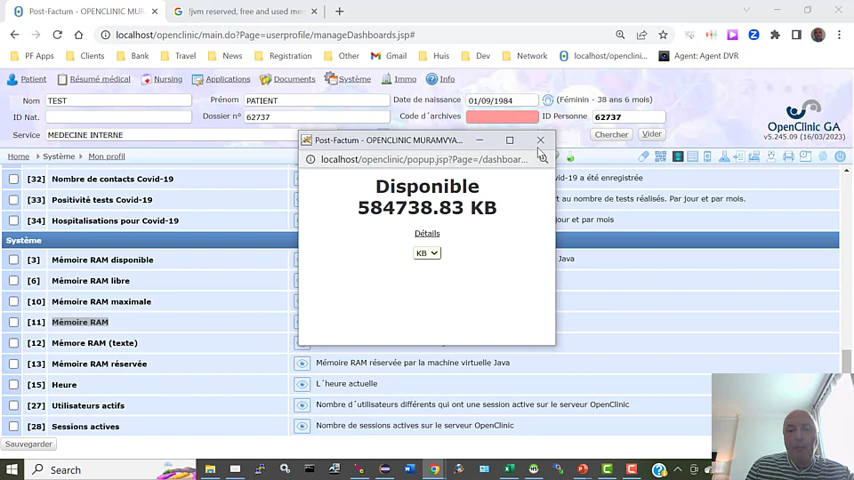 Post-Factum - OPENCLINIC MURA
!jvm reserved, free and used mem
localhost/openclinic/main.do?Page=userprofile/manageDashboards.jsp#
PF Apps
Clients
Bank
Travel
News
Registration
Other
Gmail
Huis
Dev
Network
localhost/openclinic...
Agent: Agent DVR
Patient
Résumé médical
Nursing
Applications
Documents
Système
Immo
Info
Nom TEST Prénom PATIENT Date de naissance 01/09/1984 (Féminin - 38 ans 6 mois)
ID Nat. Dossier n° 62737 Code d'archives ID Personne 62737
Service MEDECINE INTERNE Chercher Vider
OpenClinic GA
v5.245.09 (16/03/2023)
Home Système Mon profil
Post-Factum - OPENCLINIC MURAMVYA...
localhost/openclinic/popup.jsp?Page=/dashboar...
Disponible
584738.83 KB
Détails
KB
[32] Nombre de contacts Covid-19
ovid-19 a été enregistrée
[33] Positivité tests Covid-19
e nombre de tests réalisés. Par jour et par mois.
[34] Hospitalisations pour Covid-19
jour et par mois
Système
[3] Mémoire RAM disponible
Java
[6] Mémoire RAM libre
[10] Mémoire RAM maximale
[11] Mémoire RAM
[12] Mémore RAM (texte)
[13] Mémoire RAM réservée Mémoire RAM réservée par la machine virtuelle Java
[15] Heure L´heure actuelle
[27] Utilisateurs actifs Nombre d´utilisateurs différents qui ont une session active sur le serveur OpenClinic
[28] Sessions actives Nombre de sessions actives sur le serveur OpenClinic
Sauvegarder
Search